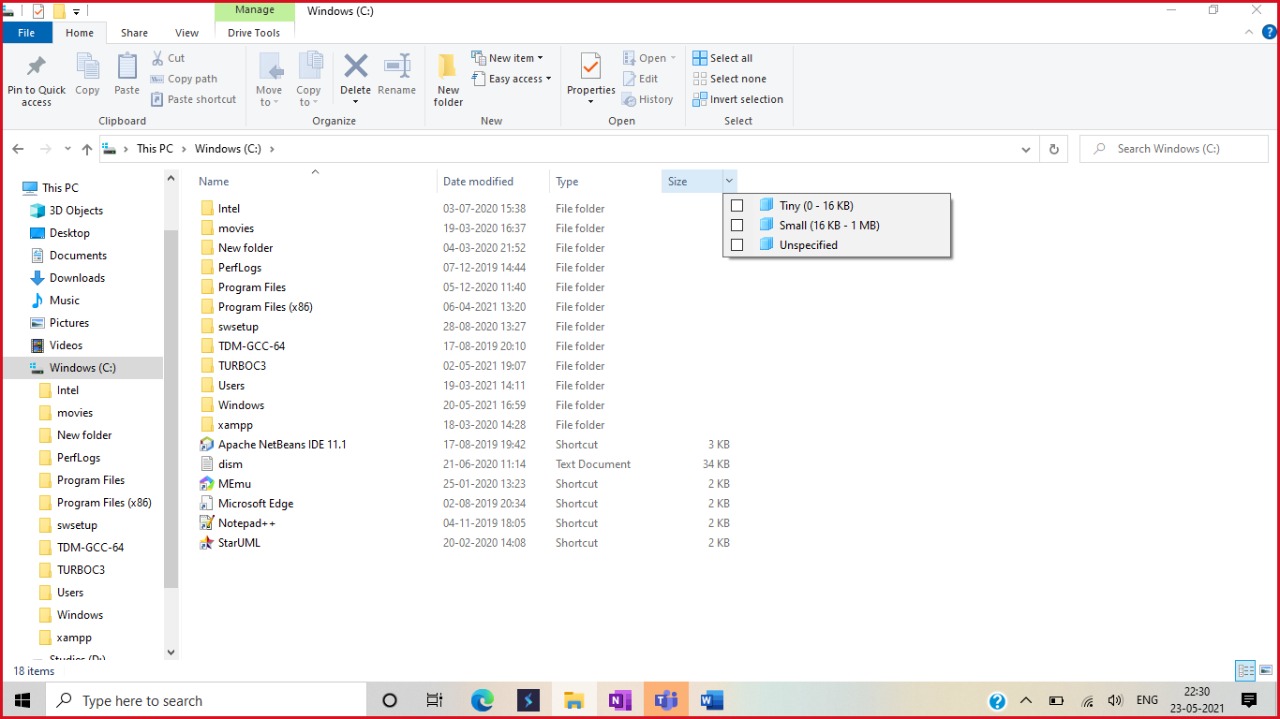 Manage Windows (C:)
File Home Share View Drive Tools
Pin to Quick access
Copy
Paste
Cut
Copy path
Paste shortcut
Clipboard
Move to
Copy to
Delete
Rename
Organize
New folder
New item
Easy access
New
Properties
Open
Edit
History
Open
Select all
Select none
Invert selection
Select
This PC > Windows (C:) >
Search Windows (C:)
This PC
3D Objects
Desktop
Documents
Downloads
Music
Pictures
Videos
Windows (C:)
Intel
movies
New folder
PerfLogs
Program Files
Program Files (x86)
swsetup
TDM-GCC-64
TURBOC3
Users
Windows
xampp
Studies (D:)
Name Date modified Type Size
Intel 03-07-2020 15:38 File folder
movies 19-03-2020 16:37 File folder
New folder 04-03-2020 21:52 File folder
PerfLogs 07-12-2019 14:44 File folder
Program Files 05-12-2020 11:40 File folder
Program Files (x86) 06-04-2021 13:20 File folder
swsetup 28-08-2020 13:27 File folder
TDM-GCC-64 17-08-2019 20:10 File folder
TURBOC3 02-05-2021 19:07 File folder
Users 19-03-2021 14:11 File folder
Windows 20-05-2021 16:59 File folder
xampp 18-03-2020 14:28 File folder
Apache NetBeans IDE 11.1 17-08-2019 19:42 Shortcut 3 KB
dism 21-06-2020 11:14 Text Document 34 KB
MEmu 25-01-2020 13:23 Shortcut 2 KB
Microsoft Edge 02-08-2019 20:34 Shortcut 2 KB
Notepad++ 04-11-2019 18:05 Shortcut 2 KB
StarUML 20-02-2020 14:08 Shortcut 2 KB
Tiny (0 - 16 KB)
Small (16 KB - 1 MB)
Unspecified
18 items
Type here to search
ENG
22:30
23-05-2021